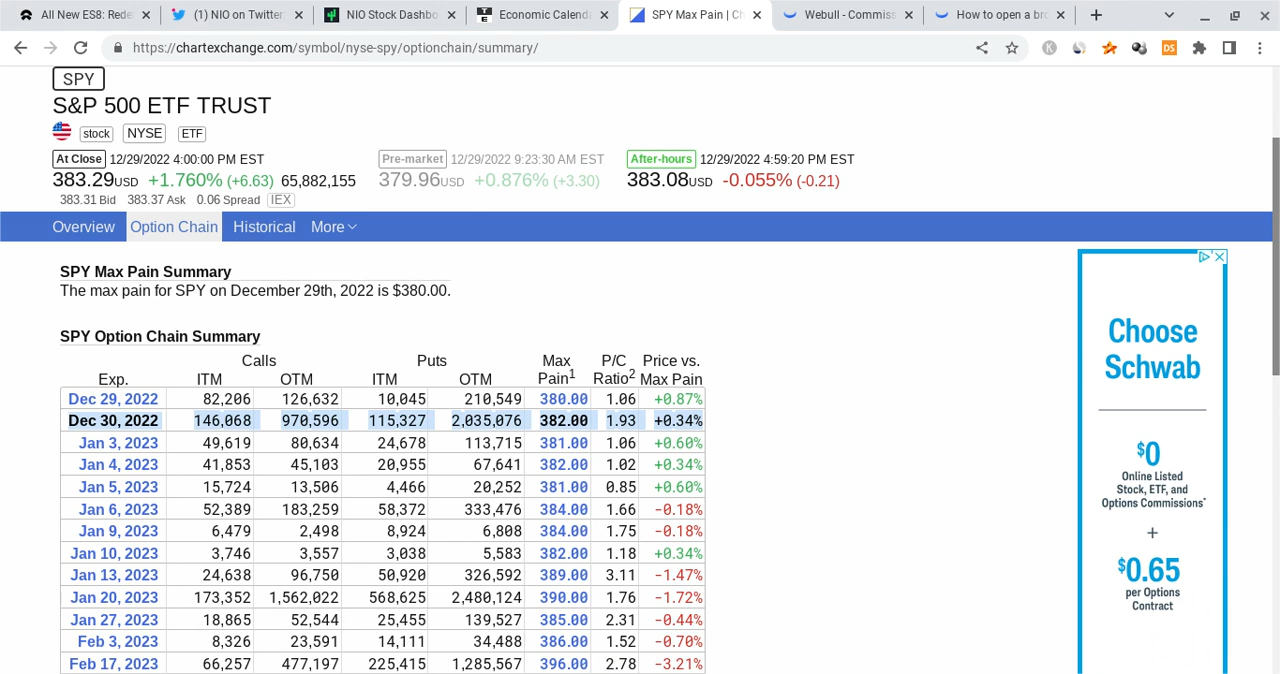 All New ES8: Rede
(1) NIO on Twitter
NIO Stock Dashbo
Economic Calenda
SPY Max Pain | Ch
Webull - Commiss
How to open a bro
https://chartexchange.com/symbol/nyse-spy/optionchain/summary/
SPY
S&P 500 ETF TRUST
stock NYSE ETF
At Close 12/29/2022 4:00:00 PM EST Pre-market 12/29/2022 9:23:30 AM EST After-hours 12/29/2022 4:59:20 PM EST
383.29USD +1.760% (+6.63) 65,882,155 379.96USD +0.876% (+3.30) 383.08USD -0.055% (-0.21)
383.31 Bid 383.37 Ask 0.06 Spread IEX
Overview Option Chain Historical More
SPY Max Pain Summary
The max pain for SPY on December 29th, 2022 is $380.00.
SPY Option Chain Summary
Calls Puts Max P/C Price vs.
Exp. ITM OTM ITM OTM Pain1 Ratio2 Max Pain
Dec 29, 2022 82,206 126,632 10,045 210,549 380.00 1.06 +0.87%
Dec 30, 2022 146,068 970,596 115,327 2,035,076 382.00 1.93 +0.34%
Jan 3, 2023 49,619 80,634 24,678 113,715 381.00 1.06 +0.60%
Jan 4, 2023 41,853 45,103 20,955 67,641 382.00 1.02 +0.34%
Jan 5, 2023 15,724 13,506 4,466 20,252 381.00 0.85 +0.60%
Jan 6, 2023 52,389 183,259 58,372 333,476 384.00 1.66 -0.18%
Jan 9, 2023 6,479 2,498 8,924 6,808 384.00 1.75 -0.18%
Jan 10, 2023 3,746 3,557 3,038 5,583 382.00 1.18 +0.34%
Jan 13, 2023 24,638 96,750 50,920 326,592 389.00 3.11 -1.47%
Jan 20, 2023 173,352 1,562,022 568,625 2,480,124 390.00 1.76 -1.72%
Jan 27, 2023 18,865 52,544 25,455 139,527 385.00 2.31 -0.44%
Feb 3, 2023 8,326 23,591 14,111 34,488 386.00 1.52 -0.70%
Feb 17, 2023 66,257 477,197 225,415 1,285,567 396.00 2.78 -3.21%
Choose
Schwab
$0
Online Listed
Stock, ETF, and
Options Commissions*
+
$0.65
per Options
Contract